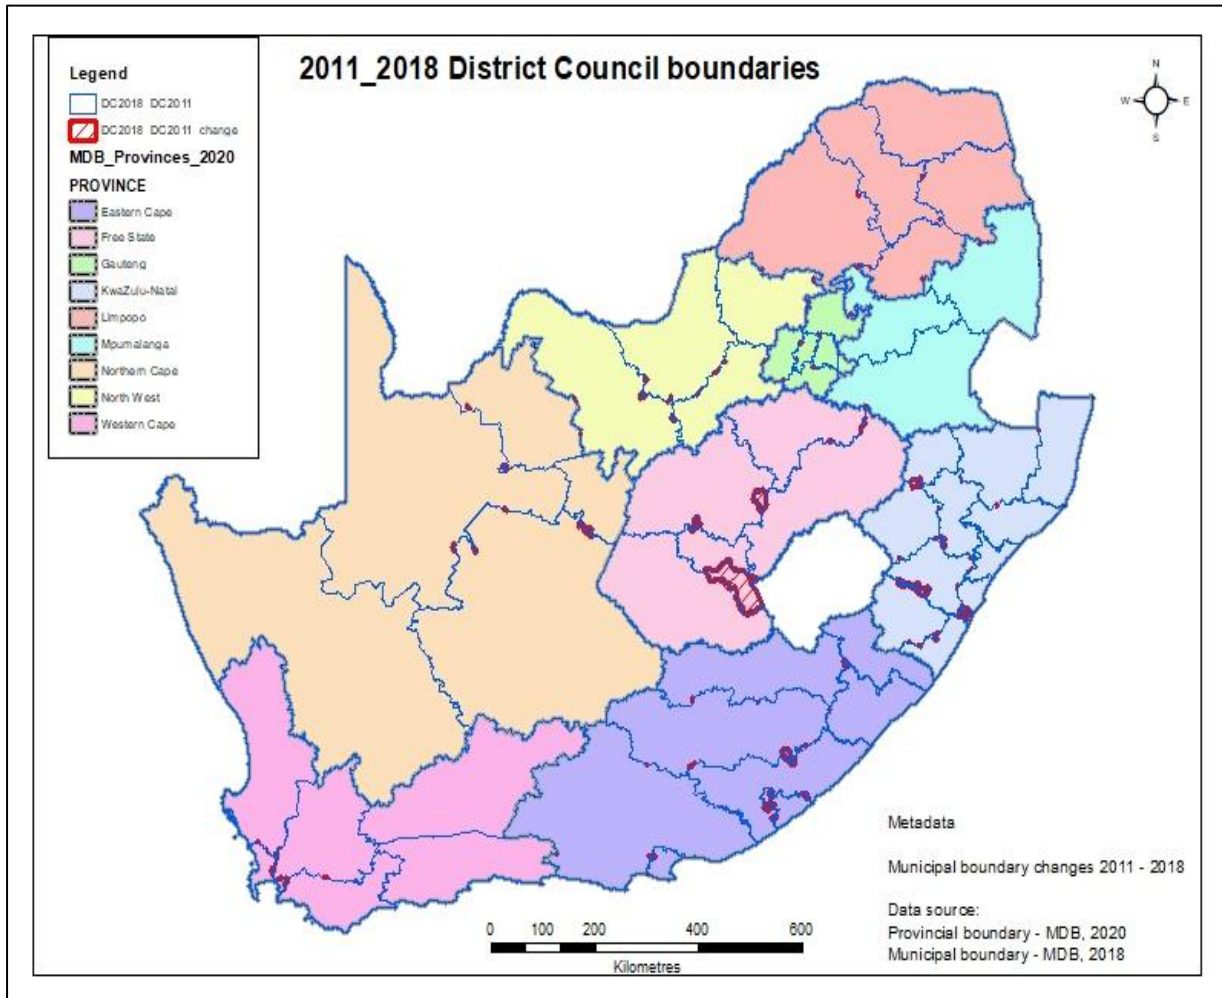 2011_2018 District Council boundaries
Legend
DC2018 DC2011
DC2018 DC2011 change
MDB_Provinces_2020
PROVINCE
Eastern Cape
Free State
Gauteng
KwaZulu-Natal
Limpopo
Mpumalanga
Northern Cape
North West
Western Cape
N
W E
S
Metadata
Municipal boundary changes 2011 - 2018
Data source:
Provincial boundary - MDB, 2020
Municipal boundary - MDB, 2018
0 100 200 400 600
Kilometres